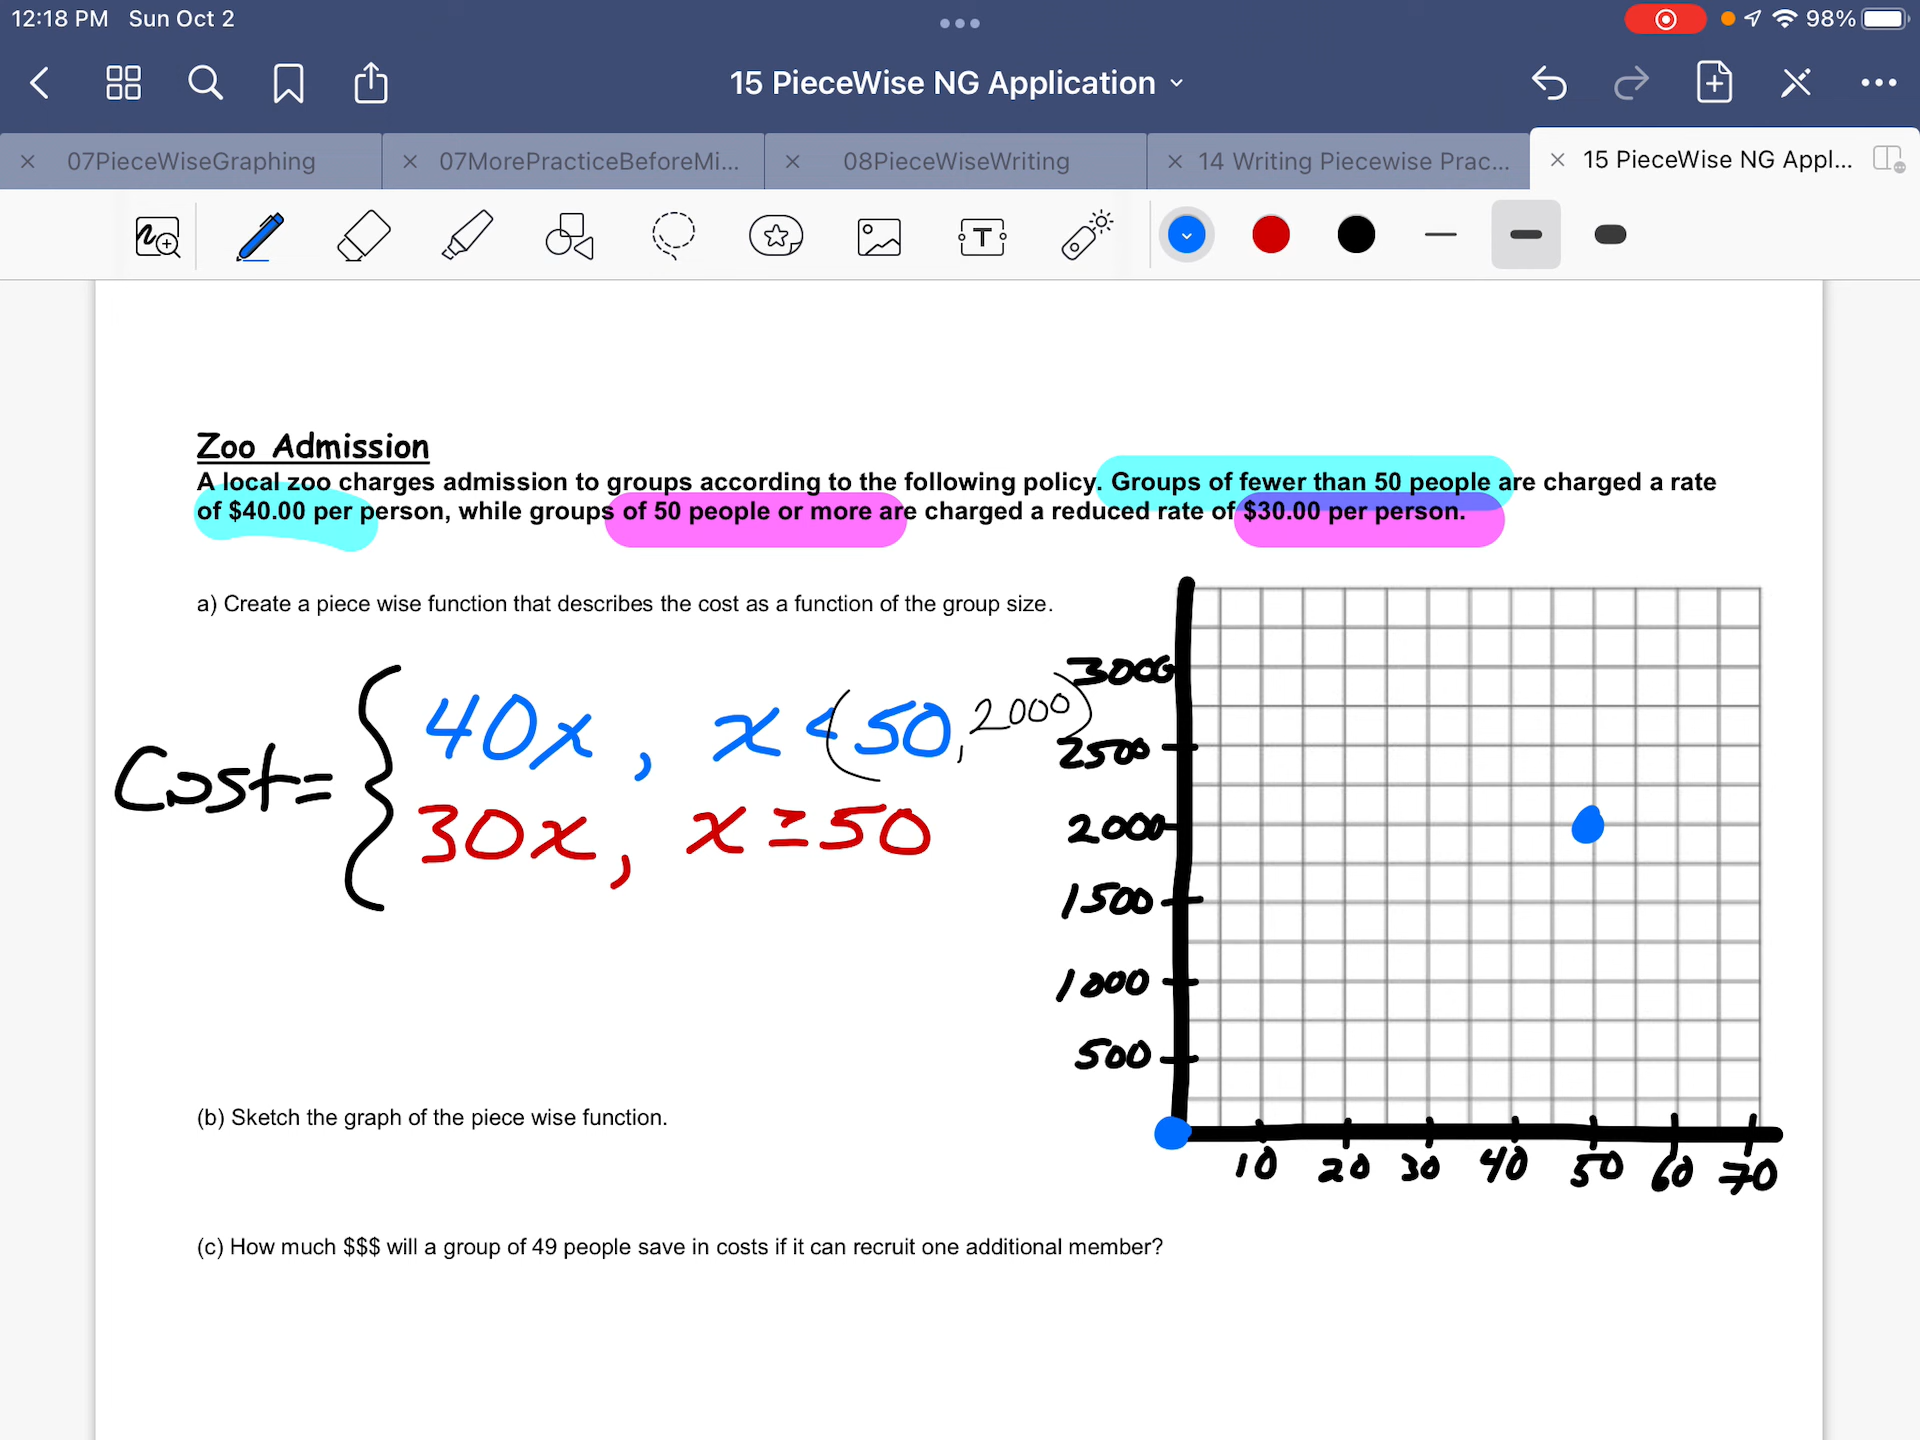 12:18 PM Sun Oct 2
98%
15 PieceWise NG Application
07PieceWiseGraphing
07MorePracticeBeforeMi...
08PieceWiseWriting
14 Writing Piecewise Prac...
15 PieceWise NG Appl...
Zoo Admission
A local zoo charges admission to groups according to the following policy. Groups of fewer than 50 people are charged a rate
of $40.00 per person, while groups of 50 people or more are charged a reduced rate of $30.00 per person.
a) Create a piece wise function that describes the cost as a function of the group size.
Cost = {
40x , x < (50, 2000)
30x, x ≥ 50
3000
2500
2000
1500
1000
500
10 20 30 40 50 60 70
(b) Sketch the graph of the piece wise function.
(c) How much $$$ will a group of 49 people save in costs if it can recruit one additional member?